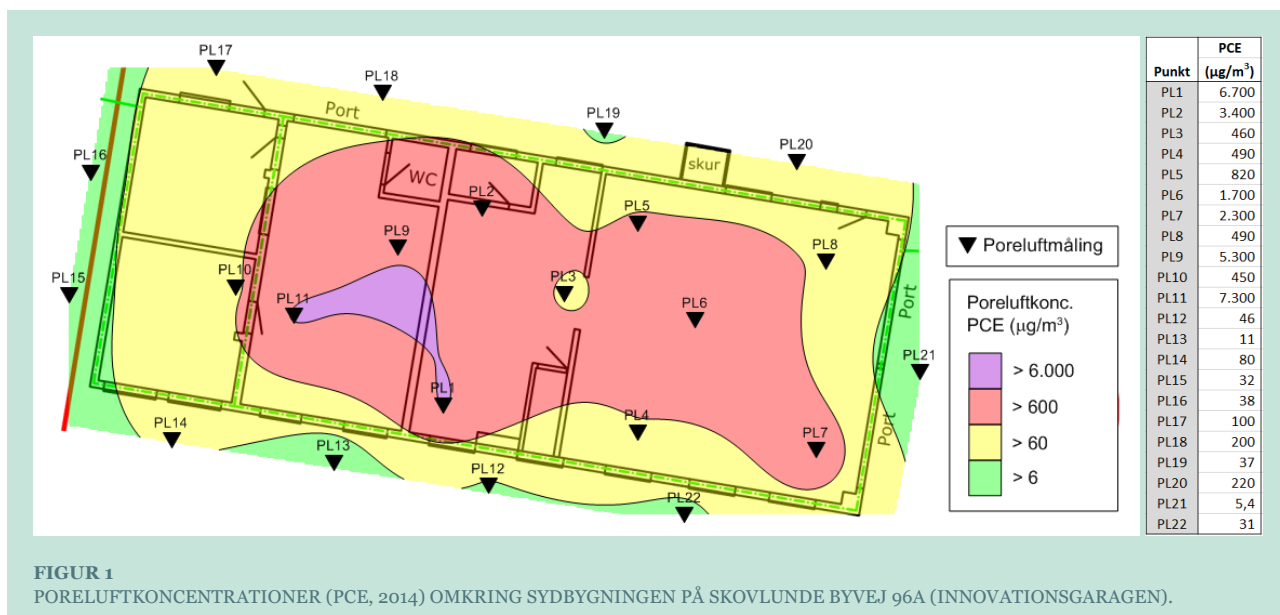 PL17
PL18
PL19
PL20
Port
skur
PL16
WC
PL2
PL5
PL9
PL8
PL10
PL15
PL11
PL3
PL6
Port
PL21
PL1
PL14
PL4
Port
PL13
PL7
PL12
PL22
Poreluftmåling
Poreluftkonc.
PCE (µg/m³)
> 6.000
> 600
> 60
> 6
PCE
Punkt (µg/m³)
PL1 6.700
PL2 3.400
PL3 460
PL4 490
PL5 820
PL6 1.700
PL7 2.300
PL8 490
PL9 5.300
PL10 450
PL11 7.300
PL12 46
PL13 11
PL14 80
PL15 32
PL16 38
PL17 100
PL18 200
PL19 37
PL20 220
PL21 5,4
PL22 31
FIGUR 1
PORELUFTKONCENTRATIONER (PCE, 2014) OMKRING SYDBYGNINGEN PÅ SKOVLUNDE BYVEJ 96A (INNOVATIONSGARAGEN).